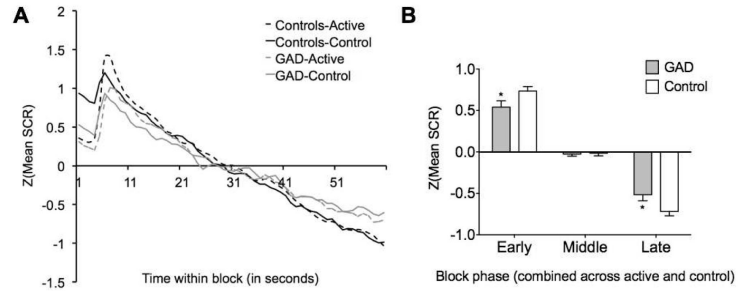 A
B
2
1.5
1
0.5
0
-0.5
-1
-1.5
Z(Mean SCR)
1 11 21 31 41 51
Time within block (in seconds)
Controls-Active
Controls-Control
GAD-Active
GAD-Control
GAD
Control
1.0
0.5
0.0
-0.5
-1.0
Z(Mean SCR)
*
*
Early Middle Late
Block phase (combined across active and control)